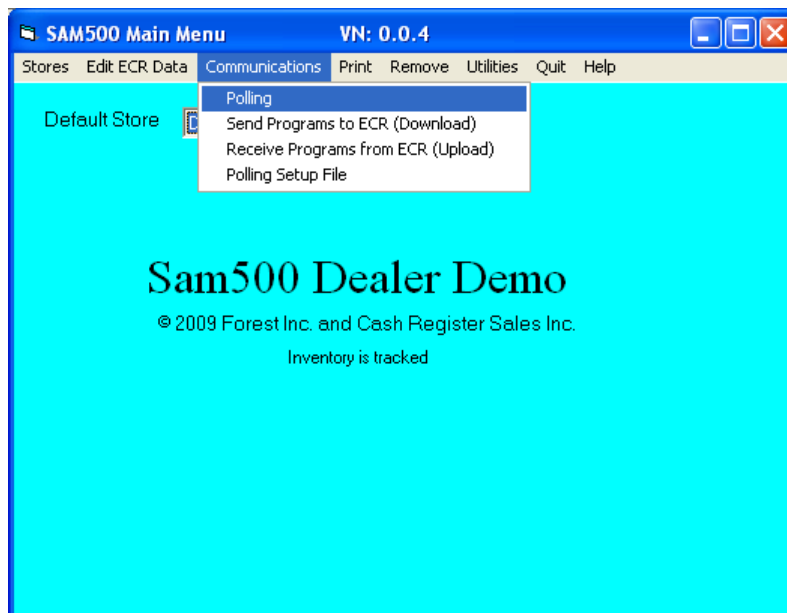 SAM500 Main Menu VN: 0.0.4
Stores Edit ECR Data Communications Print Remove Utilities Quit Help
Polling
Default Store
Send Programs to ECR (Download)
Receive Programs from ECR (Upload)
Polling Setup File
Sam500 Dealer Demo
© 2009 Forest Inc. and Cash Register Sales Inc.
Inventory is tracked